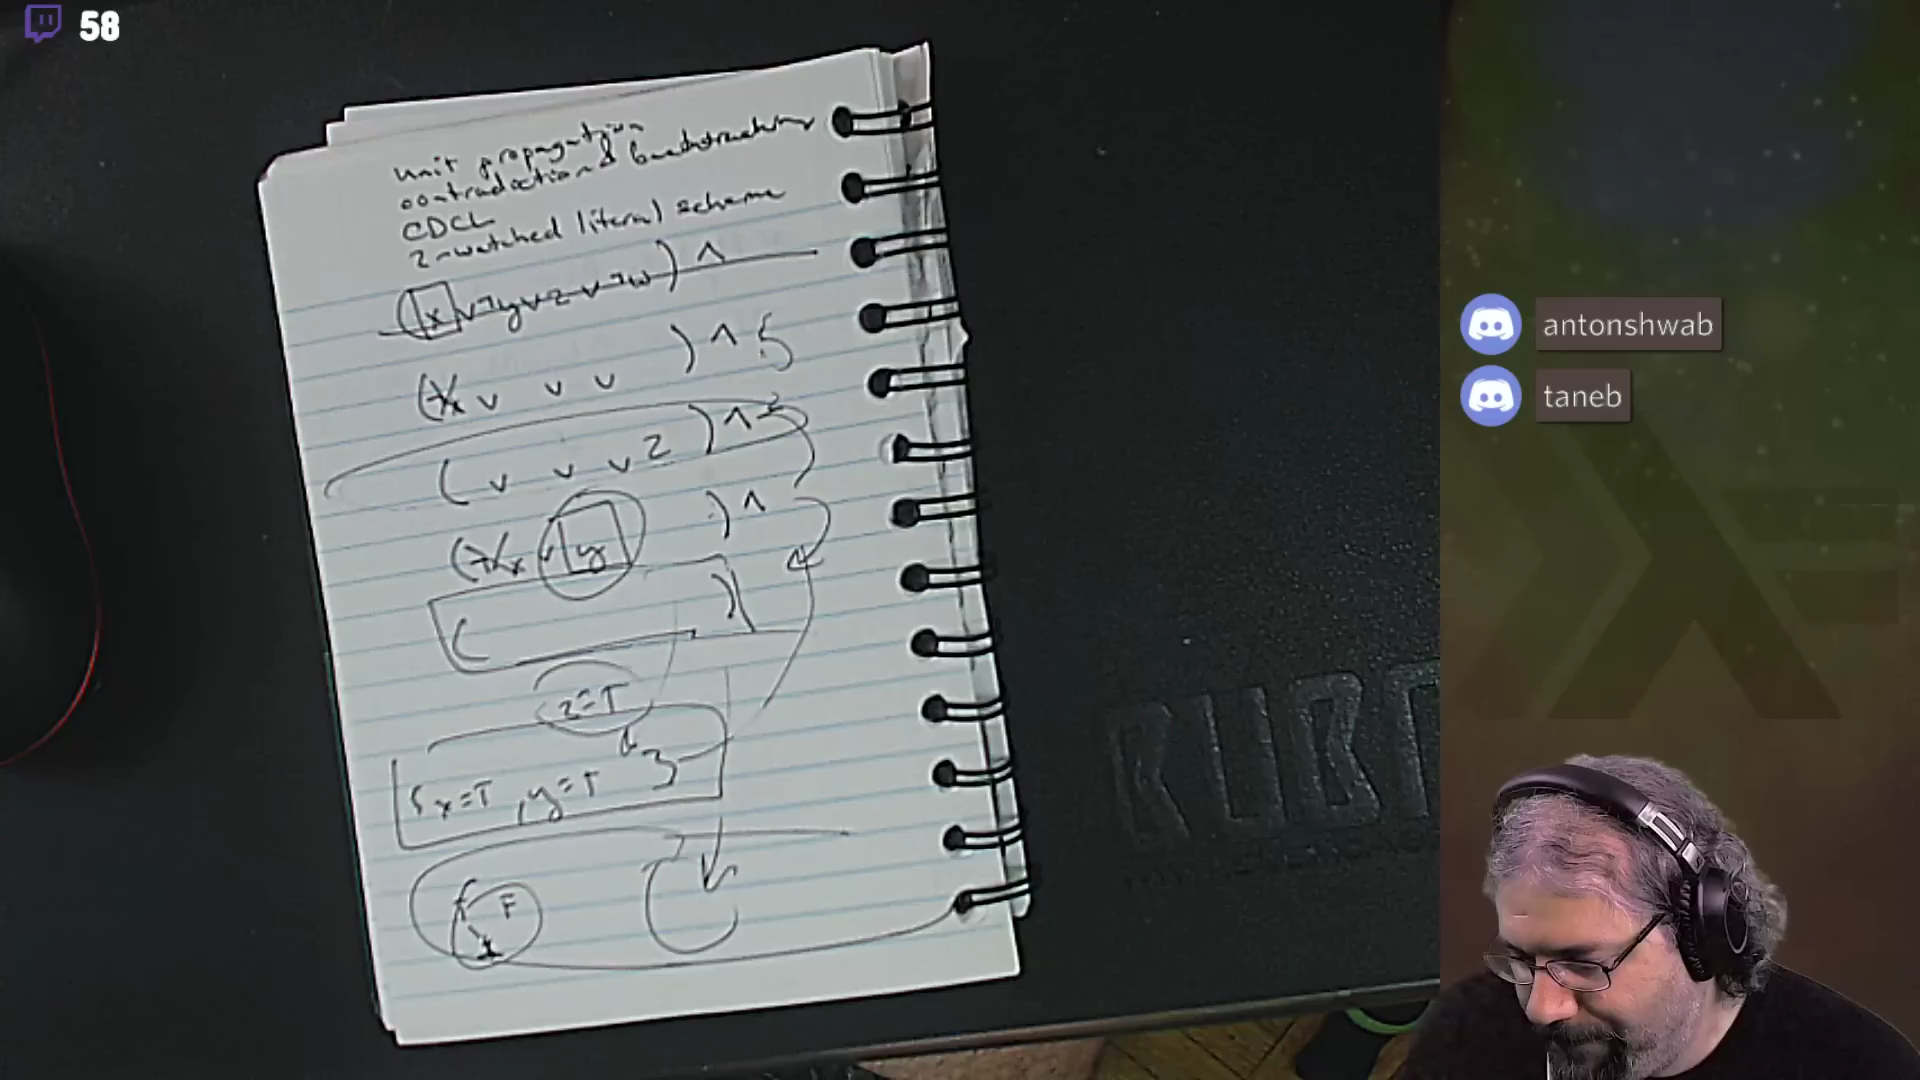 58
unit propagation
contradiction & backtracking
CDCL
2-watched literal scheme
(x ∨ ¬y ∨ z ∨ ¬w) ∧
(¬x ∨ ∨ ∨ ) ∧
( ∨ ∨ ∨ z ) ∧
(¬x ∨ y ) ∧
( )
z=T
{x=T, y=T }
F
antonshwab
taneb